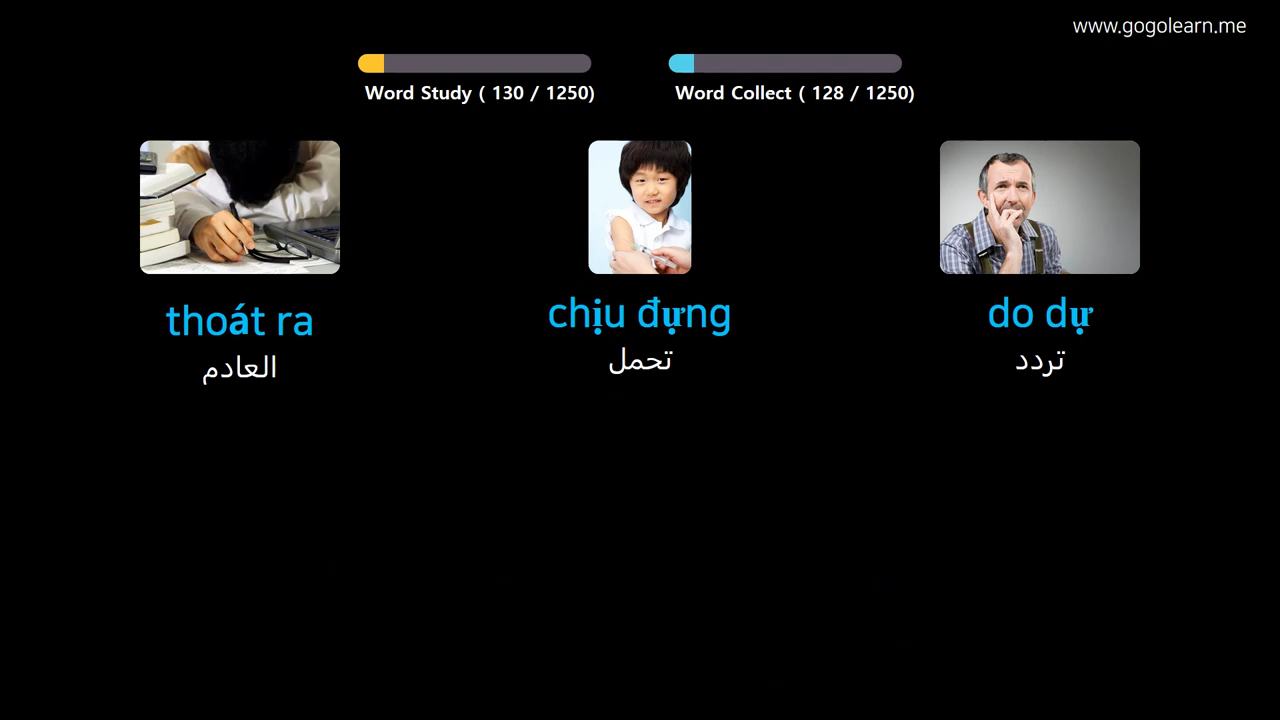 www.gogolearn.me
Word Study ( 130 / 1250)
Word Collect ( 128 / 1250)
thoát ra
العادم
chịu đựng
تحمل
do dự
تردد